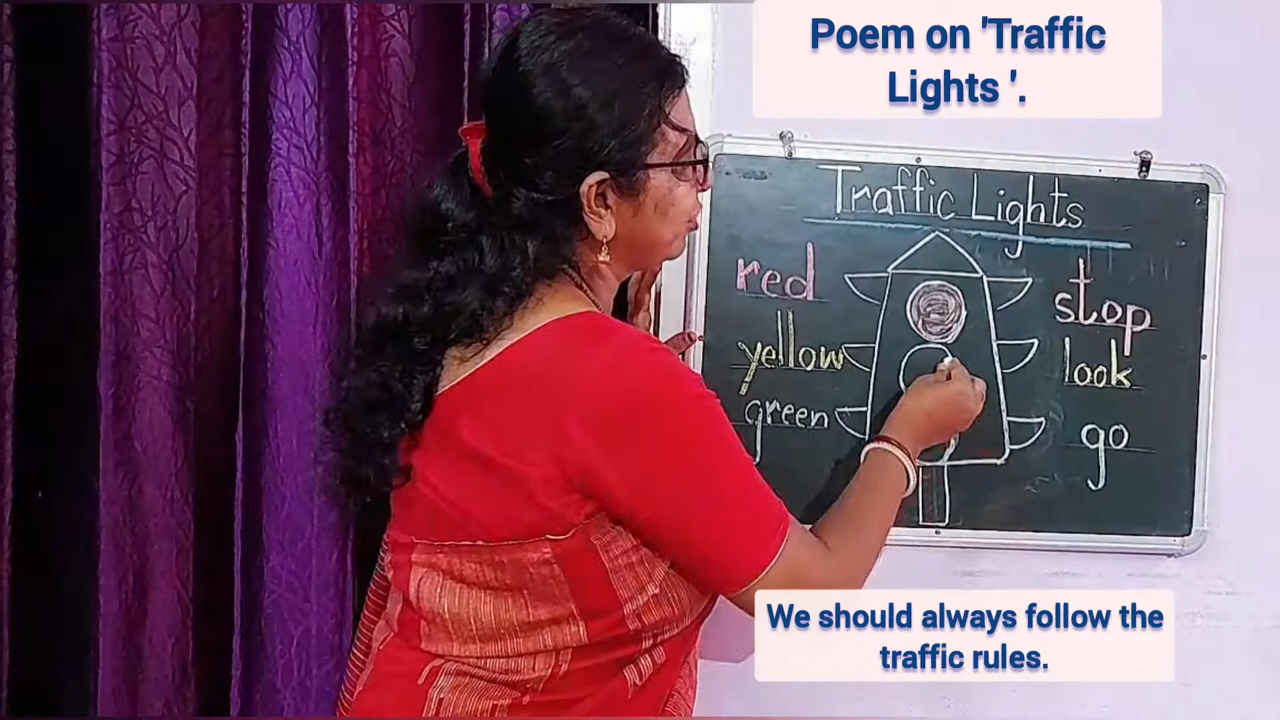 Poem on 'Traffic
Lights '.
Traffic Lights
red
stop
yellow
look
green
go
We should always follow the
traffic rules.